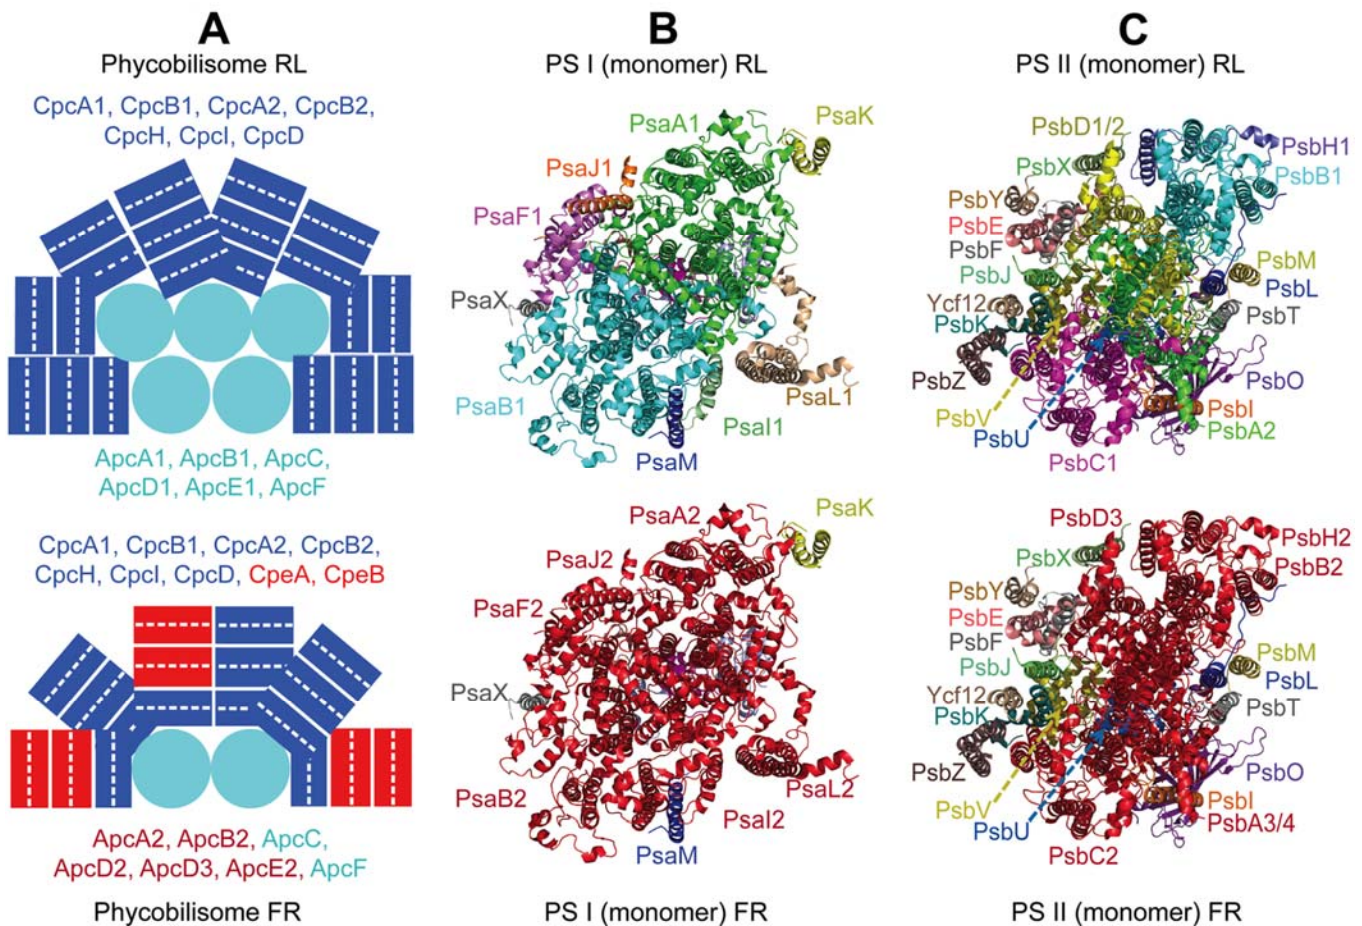 A
Phycobilisome RL
CpcA1, CpcB1, CpcA2, CpcB2,
CpcH, CpcI, CpcD
ApcA1, ApcB1, ApcC,
ApcD1, ApcE1, ApcF
CpcA1, CpcB1, CpcA2, CpcB2,
CpcH, CpcI, CpcD, CpeA, CpeB
ApcA2, ApcB2, ApcC,
ApcD2, ApcD3, ApcE2, ApcF
Phycobilisome FR
B
PS I (monomer) RL
PsaA1
PsaK
PsaJ1
PsaF1
PsaX
PsaB1
PsaL1
PsaI1
PsaM
PsaA2
PsaK
PsaJ2
PsaF2
PsaX
PsaB2
PsaL2
PsaI2
PsaM
PS I (monomer) FR
C
PS II (monomer) RL
PsbD1/2
PsbH1
PsbX
PsbB1
PsbY
PsbE
PsbF
PsbJ
PsbM
Ycf12
PsbL
PsbK
PsbT
PsbZ
PsbO
PsbV
PsbI
PsbU
PsbA2
PsbC1
PsbD3
PsbH2
PsbX
PsbB2
PsbY
PsbE
PsbF
PsbJ
PsbM
Ycf12
PsbL
PsbK
PsbT
PsbZ
PsbO
PsbV
PsbI
PsbU
PsbA3/4
PsbC2
PS II (monomer) FR